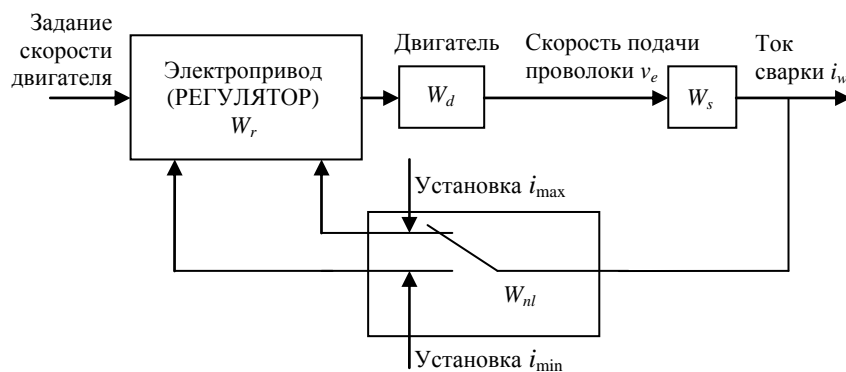 Задание
скорости
двигателя
Электропривод
(РЕГУЛЯТОР)
W_r
Двигатель
W_d
Скорость подачи
проволоки v_e
W_s
Ток
сварки i_w
Установка i_max
W_nl
Установка i_min